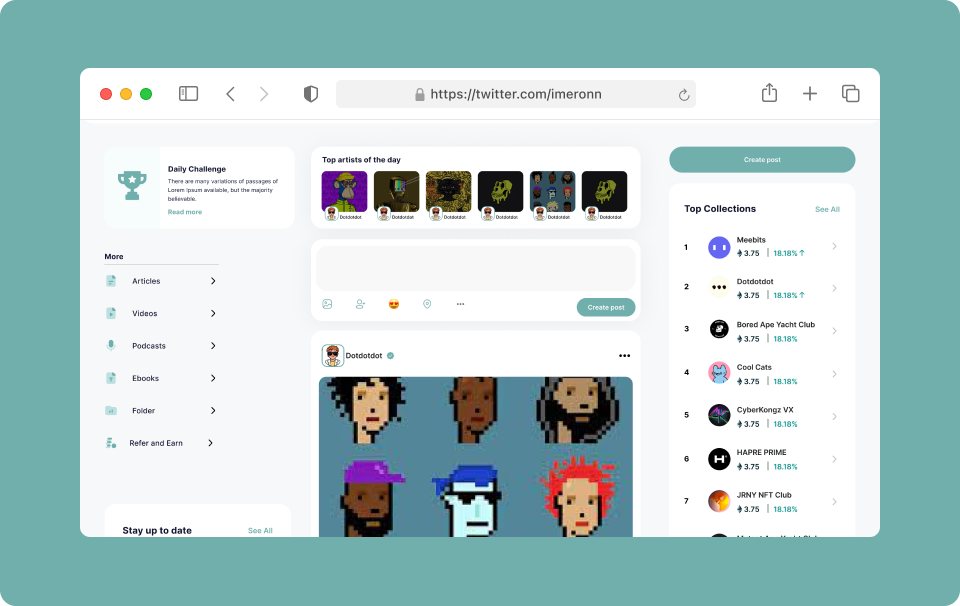 https://twitter.com/imeronn
Daily Challenge
There are many variations of passages of
Lorem Ipsum available, but the majority
believable.
Read more
More
Articles
Videos
Podcasts
Ebooks
Folder
Refer and Earn
Stay up to date
See All
Top artists of the day
Dotdotdot
Dotdotdot
Dotdotdot
Dotdotdot
Dotdotdot
Dotdotdot
Create post
Dotdotdot
Create post
Top Collections
See All
1
Meebits
3.75 | 18.18% ↑
2
Dotdotdot
3.75 | 18.18% ↑
3
Bored Ape Yacht Club
3.75 | 18.18%
4
Cool Cats
3.75 | 18.18%
5
CyberKongz VX
3.75 | 18.18%
6
HAPRE PRIME
3.75 | 18.18%
7
JRNY NFT Club
3.75 | 18.18%